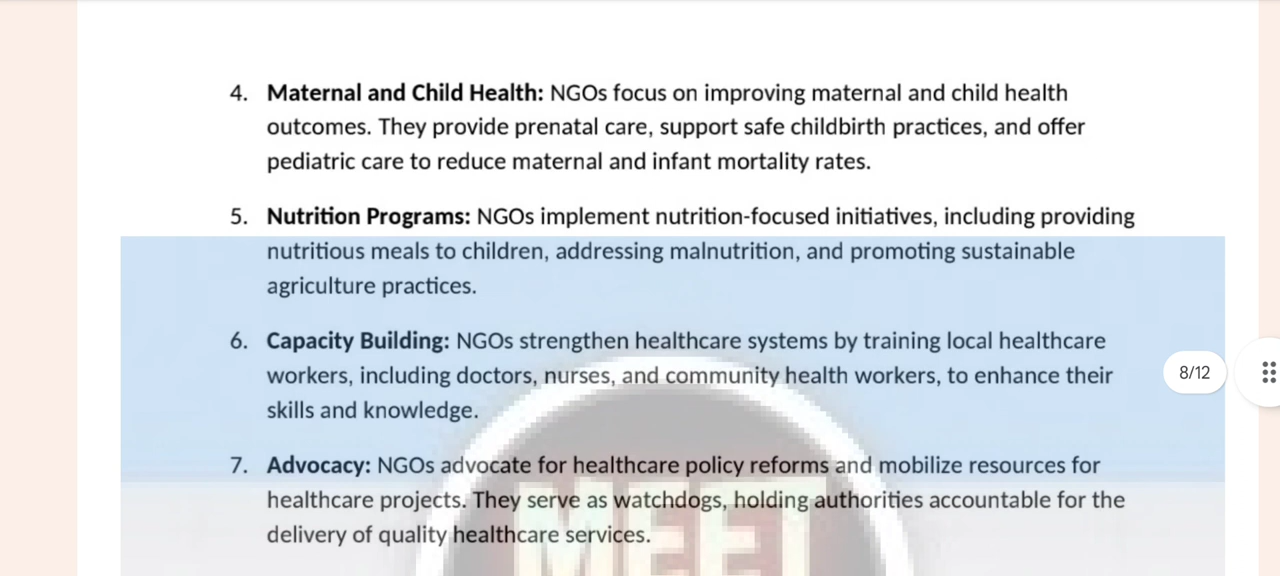 4. Maternal and Child Health: NGOs focus on improving maternal and child health
outcomes. They provide prenatal care, support safe childbirth practices, and offer
pediatric care to reduce maternal and infant mortality rates.
5. Nutrition Programs: NGOs implement nutrition-focused initiatives, including providing
nutritious meals to children, addressing malnutrition, and promoting sustainable
agriculture practices.
6. Capacity Building: NGOs strengthen healthcare systems by training local healthcare
workers, including doctors, nurses, and community health workers, to enhance their
skills and knowledge.
8/12
7. Advocacy: NGOs advocate for healthcare policy reforms and mobilize resources for
healthcare projects. They serve as watchdogs, holding authorities accountable for the
delivery of quality healthcare services.
MEET